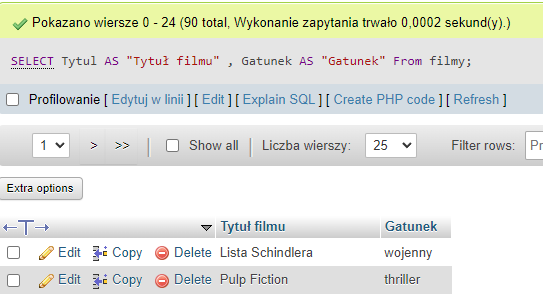 Pokazano wiersze 0 - 24 (90 total, Wykonanie zapytania trwało 0,0002 sekund(y).)
SELECT Tytul AS "Tytuł filmu" , Gatunek AS "Gatunek" From filmy;
Profilowanie [ Edytuj w linii ] [ Edit ] [ Explain SQL ] [ Create PHP code ] [ Refresh ]
1 > >> Show all Liczba wierszy: 25 Filter rows:
Extra options
Tytuł filmu Gatunek
Edit Copy Delete Lista Schindlera wojenny
Edit Copy Delete Pulp Fiction thriller